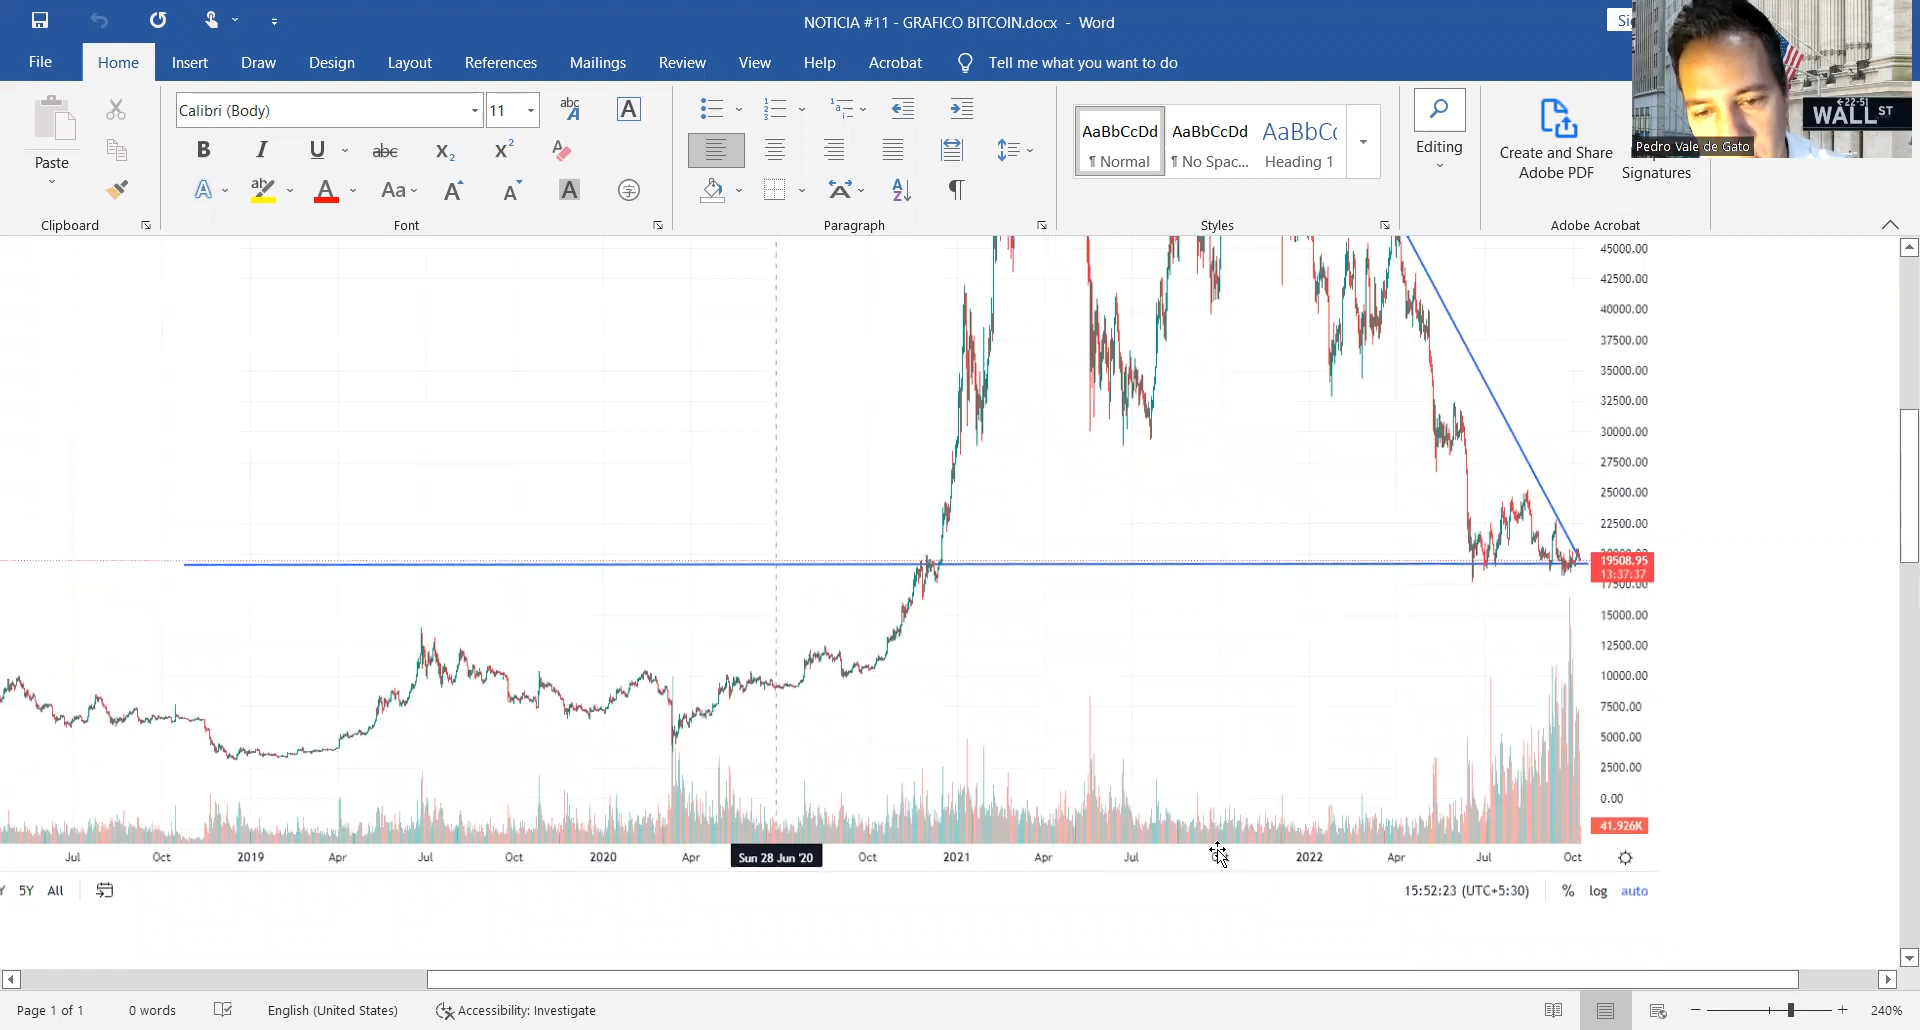 NOTICIA #11 - GRAFICO BITCOIN.docx - Word
File Home Insert Draw Design Layout References Mailings Review View Help Acrobat Tell me what you want to do
WALL ST
Pedro Vale de Gato
Paste
Clipboard
Calibri (Body) 11
Font
Paragraph
AaBbCcDd AaBbCcDd AaBbCc
¶ Normal ¶ No Spac... Heading 1
Styles
Editing
Create and Share
Adobe PDF
Signatures
Adobe Acrobat
45000.00
42500.00
40000.00
37500.00
35000.00
32500.00
30000.00
27500.00
25000.00
22500.00
19508.95
13:37:37
17500.00
15000.00
12500.00
10000.00
7500.00
5000.00
2500.00
0.00
41.926K
Jul Oct 2019 Apr Jul Oct 2020 Apr Sun 28 Jun '20 Oct 2021 Apr Jul 2022 Apr Jul Oct
5Y All
15:52:23 (UTC+5:30) % log auto
Page 1 of 1 0 words English (United States) Accessibility: Investigate 240%